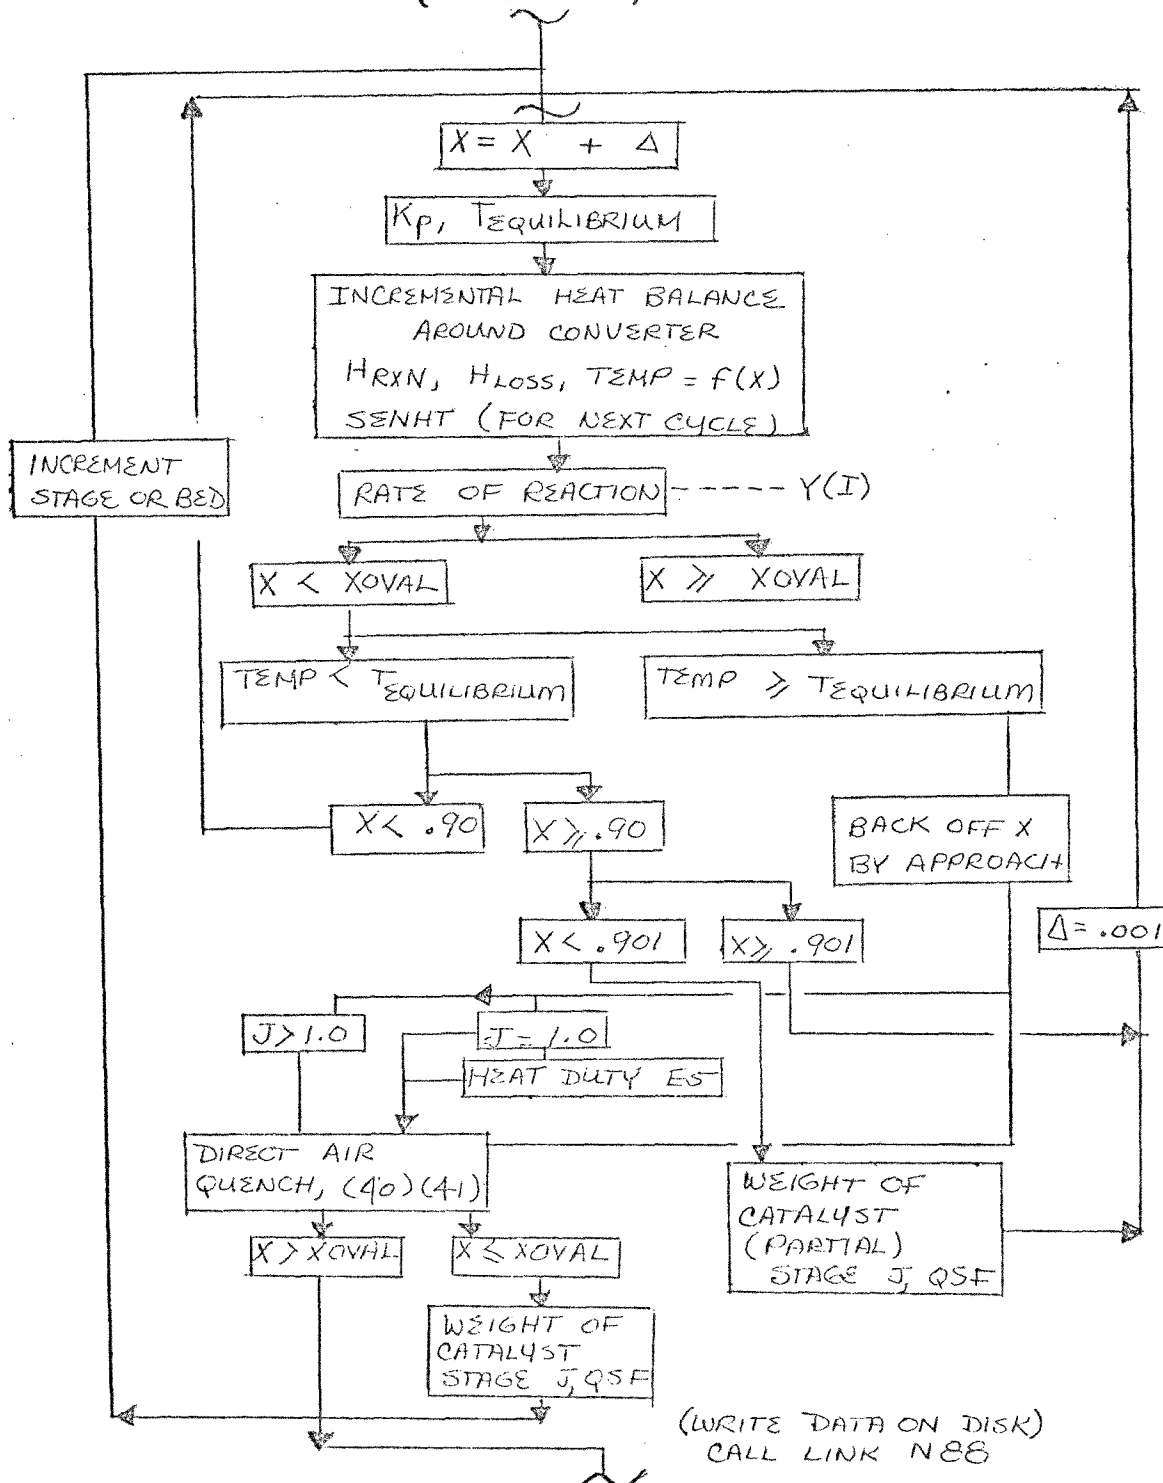 X = X + Δ
Kp, TEQUILIBRIUM
INCREMENTAL HEAT BALANCE
AROUND CONVERTER
HRXN, HLOSS, TEMP = f(X)
SENHT (FOR NEXT CYCLE)
INCREMENT
STAGE OR BED
RATE OF REACTION ----- Y(I)
X < XOVAL
X ≥ XOVAL
TEMP < TEQUILIBRIUM
TEMP ≥ TEQUILIBRIUM
X < .90
X ≥ .90
BACK OFF X
BY APPROACH
X < .901
X ≥ .901
Δ = .001
J > 1.0
J = 1.0
HEAT DUTY E5
DIRECT AIR
QUENCH, (40)(41)
WEIGHT OF
CATALYST
(PARTIAL)
STAGE J, QSF
X > XOVAL
X ≤ XOVAL
WEIGHT OF
CATALYST
STAGE J, QSF
(WRITE DATA ON DISK)
CALL LINK N88